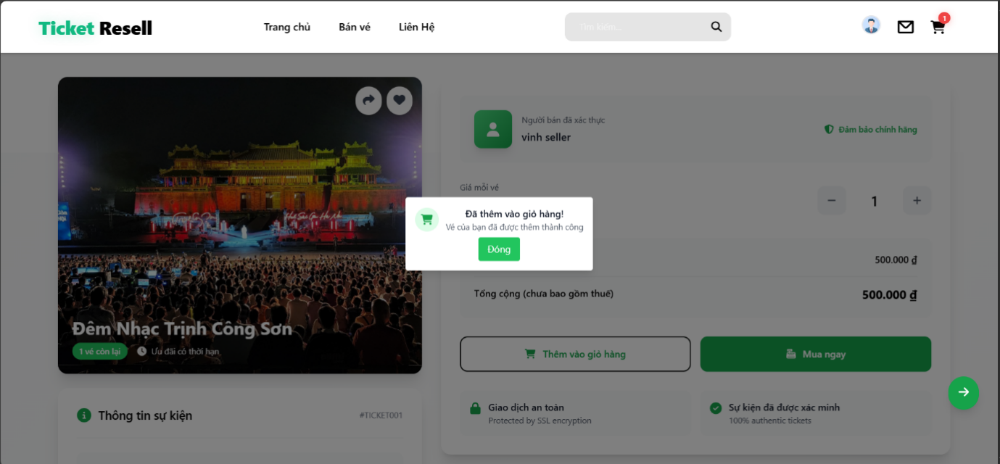 Ticket Resell
Trang chủ
Bán vé
Liên Hệ
Tìm kiếm...
1
Người bán đã xác thực
vinh seller
Đảm bảo chính hãng
Giá mỗi vé
1
Đã thêm vào giỏ hàng!
Vé của bạn đã được thêm thành công
Đóng
500.000 ₫
Tổng cộng (chưa bao gồm thuế)
500.000 ₫
Đêm Nhạc Trịnh Công Sơn
1 vé còn lại
Ưu đãi có thời hạn
Thêm vào giỏ hàng
Mua ngay
Thông tin sự kiện
#TICKET001
Giao dịch an toàn
Protected by SSL encryption
Sự kiện đã được xác minh
100% authentic tickets